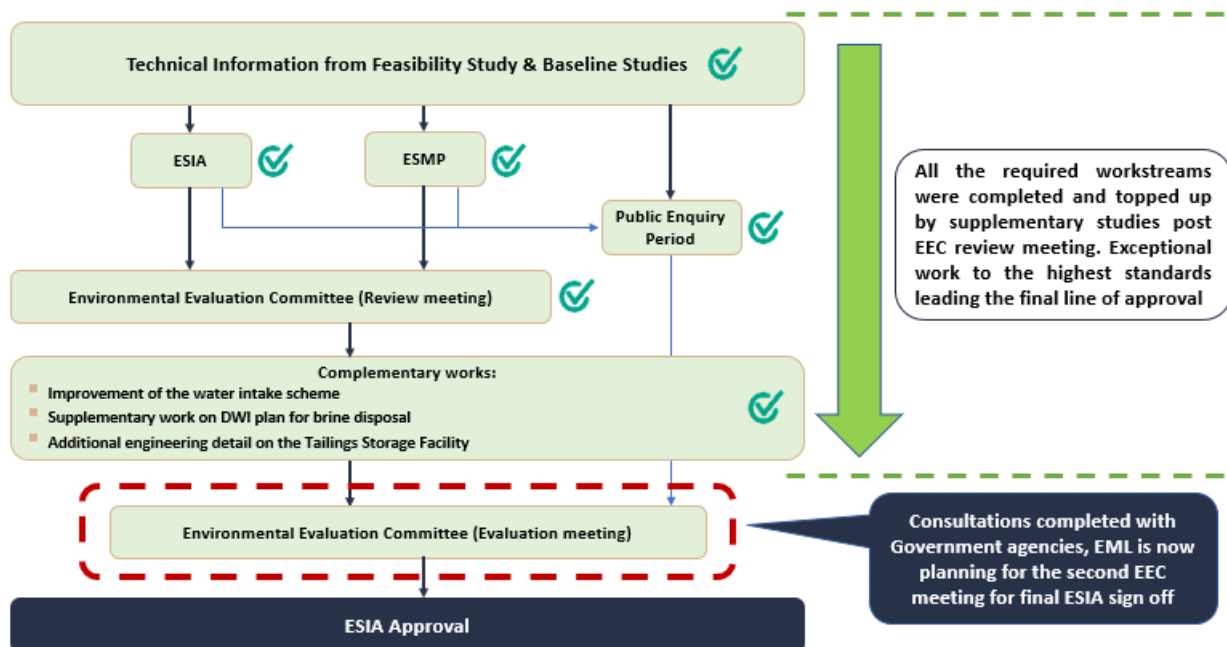 Technical Information from Feasibility Study & Baseline Studies
ESIA
ESMP
Public Enquiry
Period
All the required workstreams
were completed and topped up
by supplementary studies post
EEC review meeting. Exceptional
work to the highest standards
leading the final line of approval
Environmental Evaluation Committee (Review meeting)
Complementary works:
Improvement of the water intake scheme
Supplementary work on DWI plan for brine disposal
Additional engineering detail on the Tailings Storage Facility
Environmental Evaluation Committee (Evaluation meeting)
Consultations completed with
Government agencies, EML is now
planning for the second EEC
meeting for final ESIA sign off
ESIA Approval